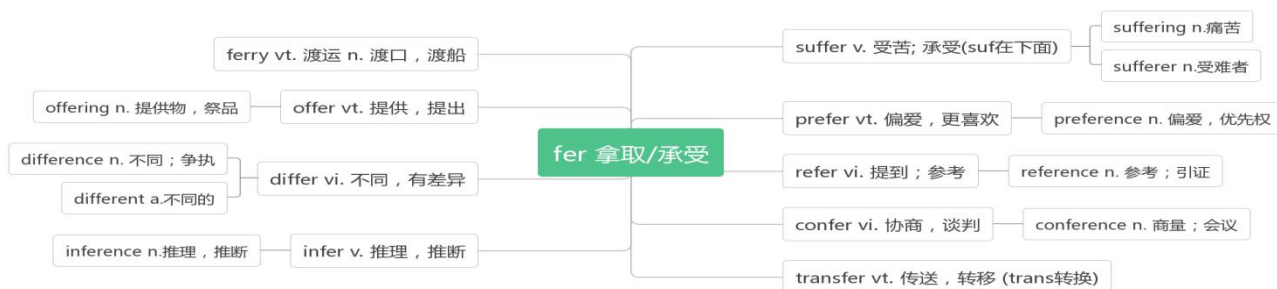 fer 拿取/承受
ferry vt. 渡运 n. 渡口，渡船
offer vt. 提供，提出
offering n. 提供物，祭品
differ vi. 不同，有差异
difference n. 不同；争执
different a.不同的
infer v. 推理，推断
inference n.推理，推断
suffer v. 受苦; 承受(suf在下面)
suffering n.痛苦
sufferer n.受难者
prefer vt. 偏爱，更喜欢
preference n. 偏爱，优先权
refer vi. 提到；参考
reference n. 参考；引证
confer vi. 协商，谈判
conference n. 商量；会议
transfer vt. 传送，转移 (trans转换)